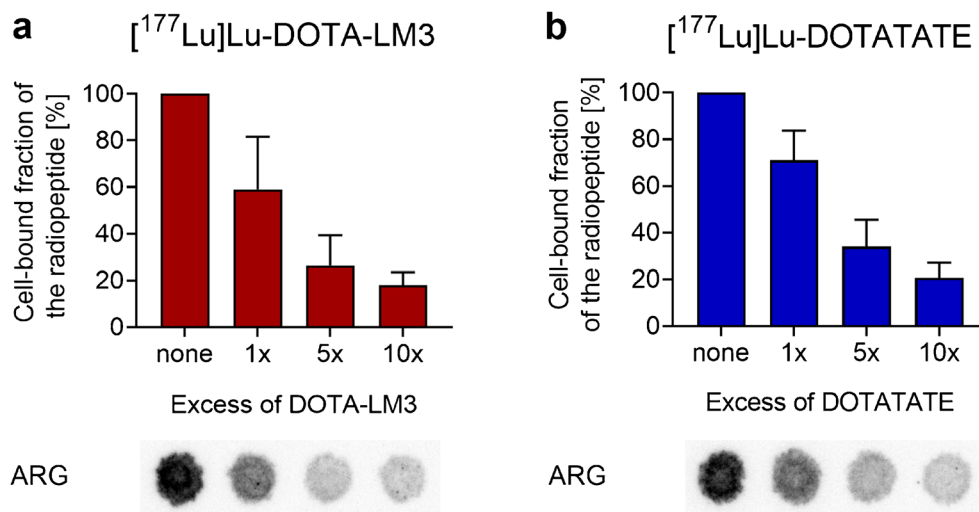 a
[¹⁷⁷Lu]Lu-DOTA-LM3
Cell-bound fraction of
the radiopeptide [%]
100
80
60
40
20
0
none 1x 5x 10x
Excess of DOTA-LM3
ARG
b
[¹⁷⁷Lu]Lu-DOTATATE
Cell-bound fraction
of the radiopeptide [%]
100
80
60
40
20
0
none 1x 5x 10x
Excess of DOTATATE
ARG